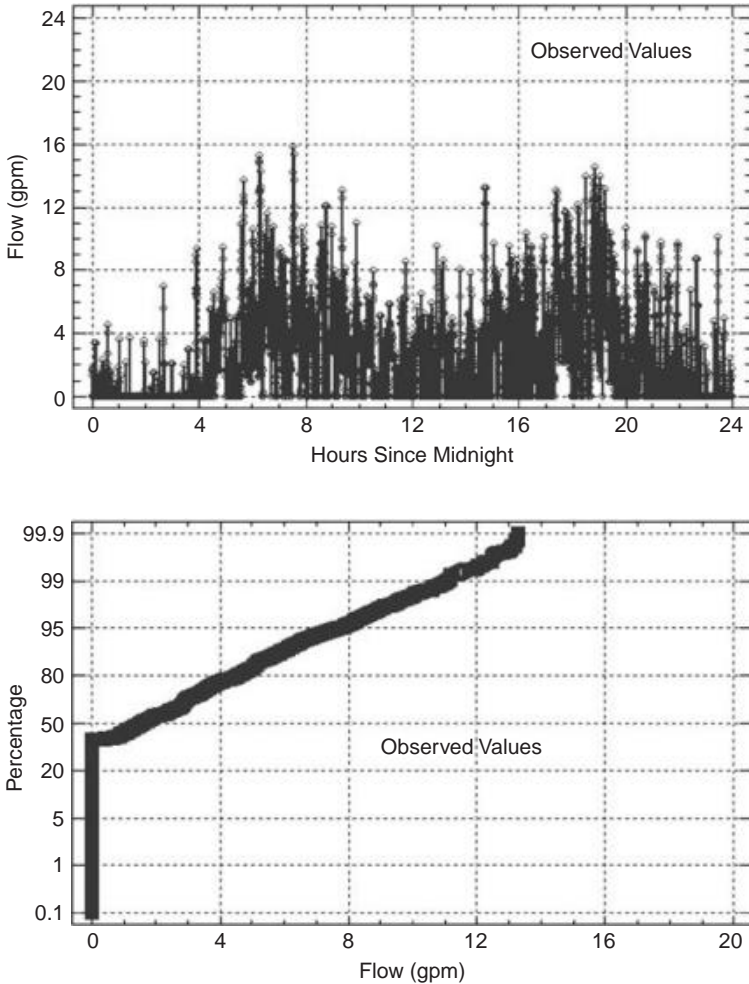 24
20
16
12
8
4
0
Flow (gpm)
Observed Values
0 4 8 12 16 20 24
Hours Since Midnight
99.9
99
95
80
50
20
5
1
0.1
Percentage
Observed Values
0 4 8 12 16 20
Flow (gpm)